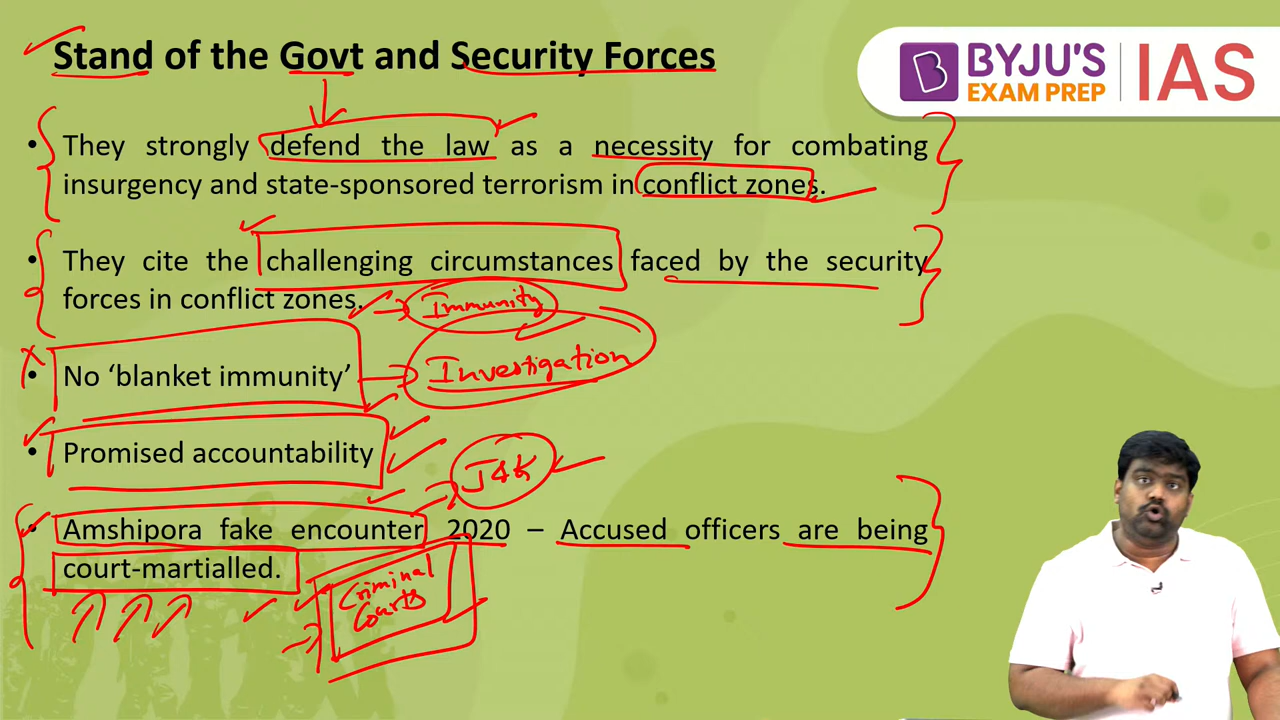 Stand of the Govt and Security Forces
BYJU'S
EXAM PREP
IAS
• They strongly defend the law as a necessity for combating
insurgency and state-sponsored terrorism in conflict zones.
• They cite the challenging circumstances faced by the security
forces in conflict zones.
Immunity
• No 'blanket immunity'
Investigation
• Promised accountability
J&K
• Amshipora fake encounter 2020 – Accused officers are being
court-martialled.
Criminal
Courts